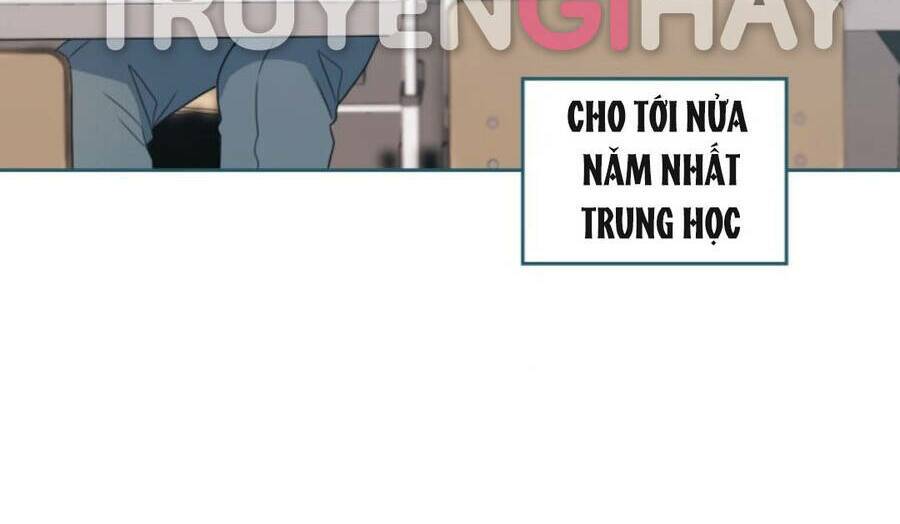 TRUYENGIHAY
CHO TỚI NỬA
NĂM NHẤT
TRUNG HỌC